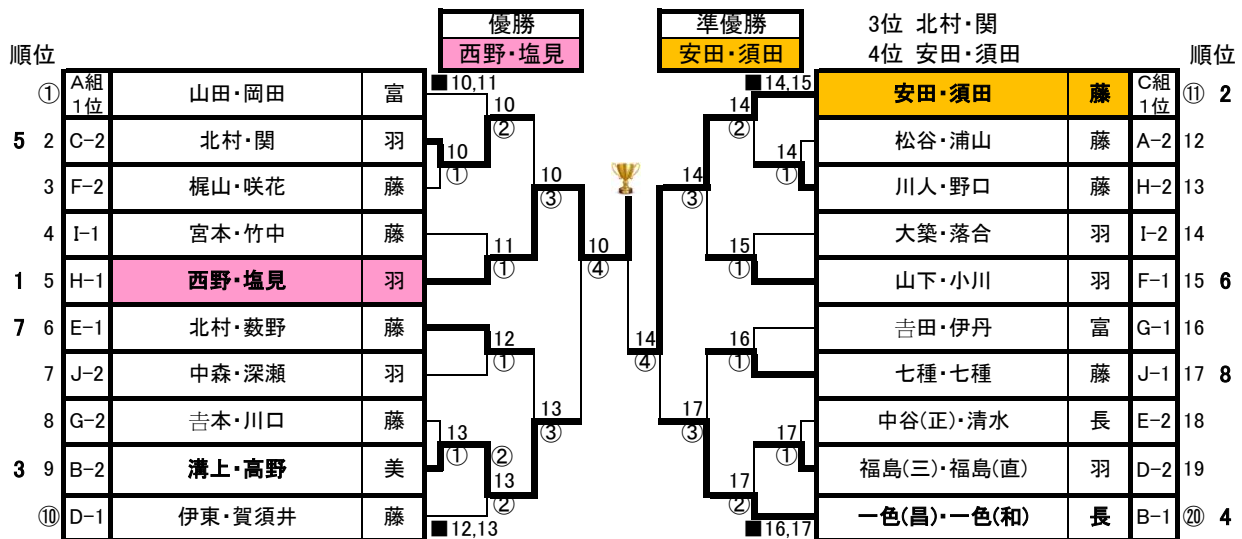 優勝 準優勝 3位 北村・関
西野・塩見 安田・須田 4位 安田・須田
順位 順位
① A組1位 山田・岡田 富 ■10,11 ■14,15 安田・須田 藤 C組1位 ⑪ 2
10 ② 14 ②
5 2 C-2 北村・関 羽 松谷・浦山 藤 A-2 12
10 ① 14 ①
3 F-2 梶山・咲花 藤 10 ③ 14 ③ 川人・野口 藤 H-2 13
4 I-1 宮本・竹中 藤 大築・落合 羽 I-2 14
11 ① 10 ④ 15 ①
1 5 H-1 西野・塩見 羽 山下・小川 羽 F-1 15 6
7 6 E-1 北村・薮野 藤 𠮷田・伊丹 富 G-1 16
12 ① 14 ④ 16 ①
7 J-2 中森・深瀬 羽 七種・七種 藤 J-1 17 8
8 G-2 𠮷本・川口 藤 13 ③ 17 ③ 中谷(正)・清水 長 E-2 18
13 ① ② 17 ①
3 9 B-2 溝上・高野 美 福島(三)・福島(直) 羽 D-2 19
13 ② 17 ②
⑩ D-1 伊東・賀須井 藤 ■12,13 ■16,17 一色(昌)・一色(和) 長 B-1 ⑳ 4